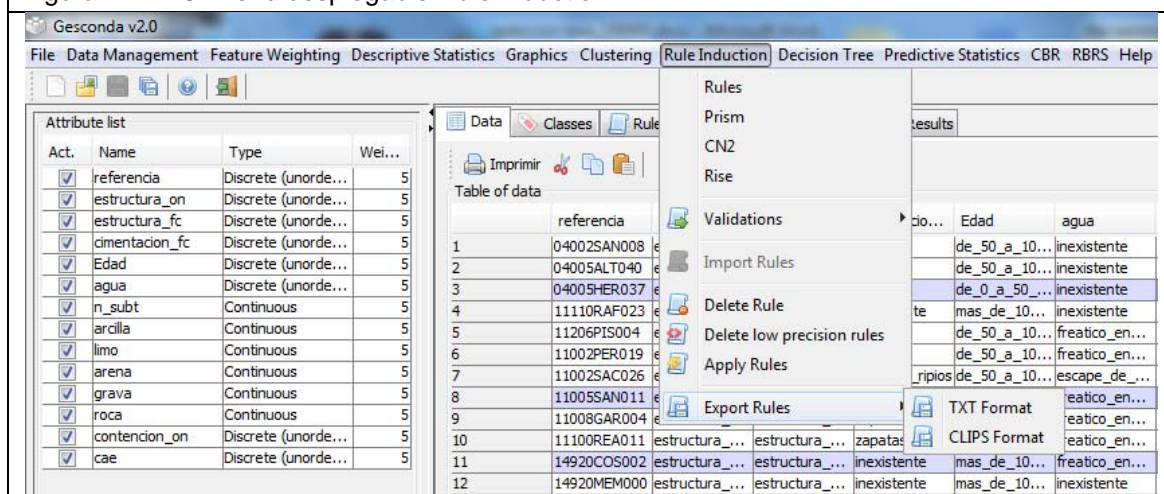 Gesconda v2.0
File Data Management Feature Weighting Descriptive Statistics Graphics Clustering Rule Induction Decision Tree Predictive Statistics CBR RBRS Help
Attribute list
Act. Name Type Wei...
referencia Discrete (unorde... 5
estructura_on Discrete (unorde... 5
estructura_fc Discrete (unorde... 5
cimentacion_fc Discrete (unorde... 5
Edad Discrete (unorde... 5
agua Discrete (unorde... 5
n_subt Continuous 5
arcilla Continuous 5
limo Continuous 5
arena Continuous 5
grava Continuous 5
roca Continuous 5
contencion_on Discrete (unorde... 5
cae Discrete (unorde... 5
Data Classes Rule
Imprimir
Table of data
referencia Edad agua
1 04002SAN008 de_50_a_10... inexistente
2 04005ALT040 de_50_a_10... inexistente
3 04005HER037 de_0_a_50_... inexistente
4 11110RAF023 mas_de_10... inexistente
5 11206PIS004 de_50_a_10... freatico_en...
6 11002PER019 de_50_a_10... freatico_en...
7 11002SAC026 _ripios de_50_a_10... escape_de_...
8 11005SAN011 reatico_en...
9 11008GAR004 reatico_en...
10 11100REA011 estructura_... estructura_... zapatas reatico_en...
11 14920COS002 estructura_... estructura_... inexistente mas_de_10... freatico_en...
12 14920MEM000 estructura_... estructura_... inexistente mas_de_10... inexistente
Rules
Prism
CN2
Rise
Validations
Import Rules
Delete Rule
Delete low precision rules
Apply Rules
Export Rules
TXT Format
CLIPS Format